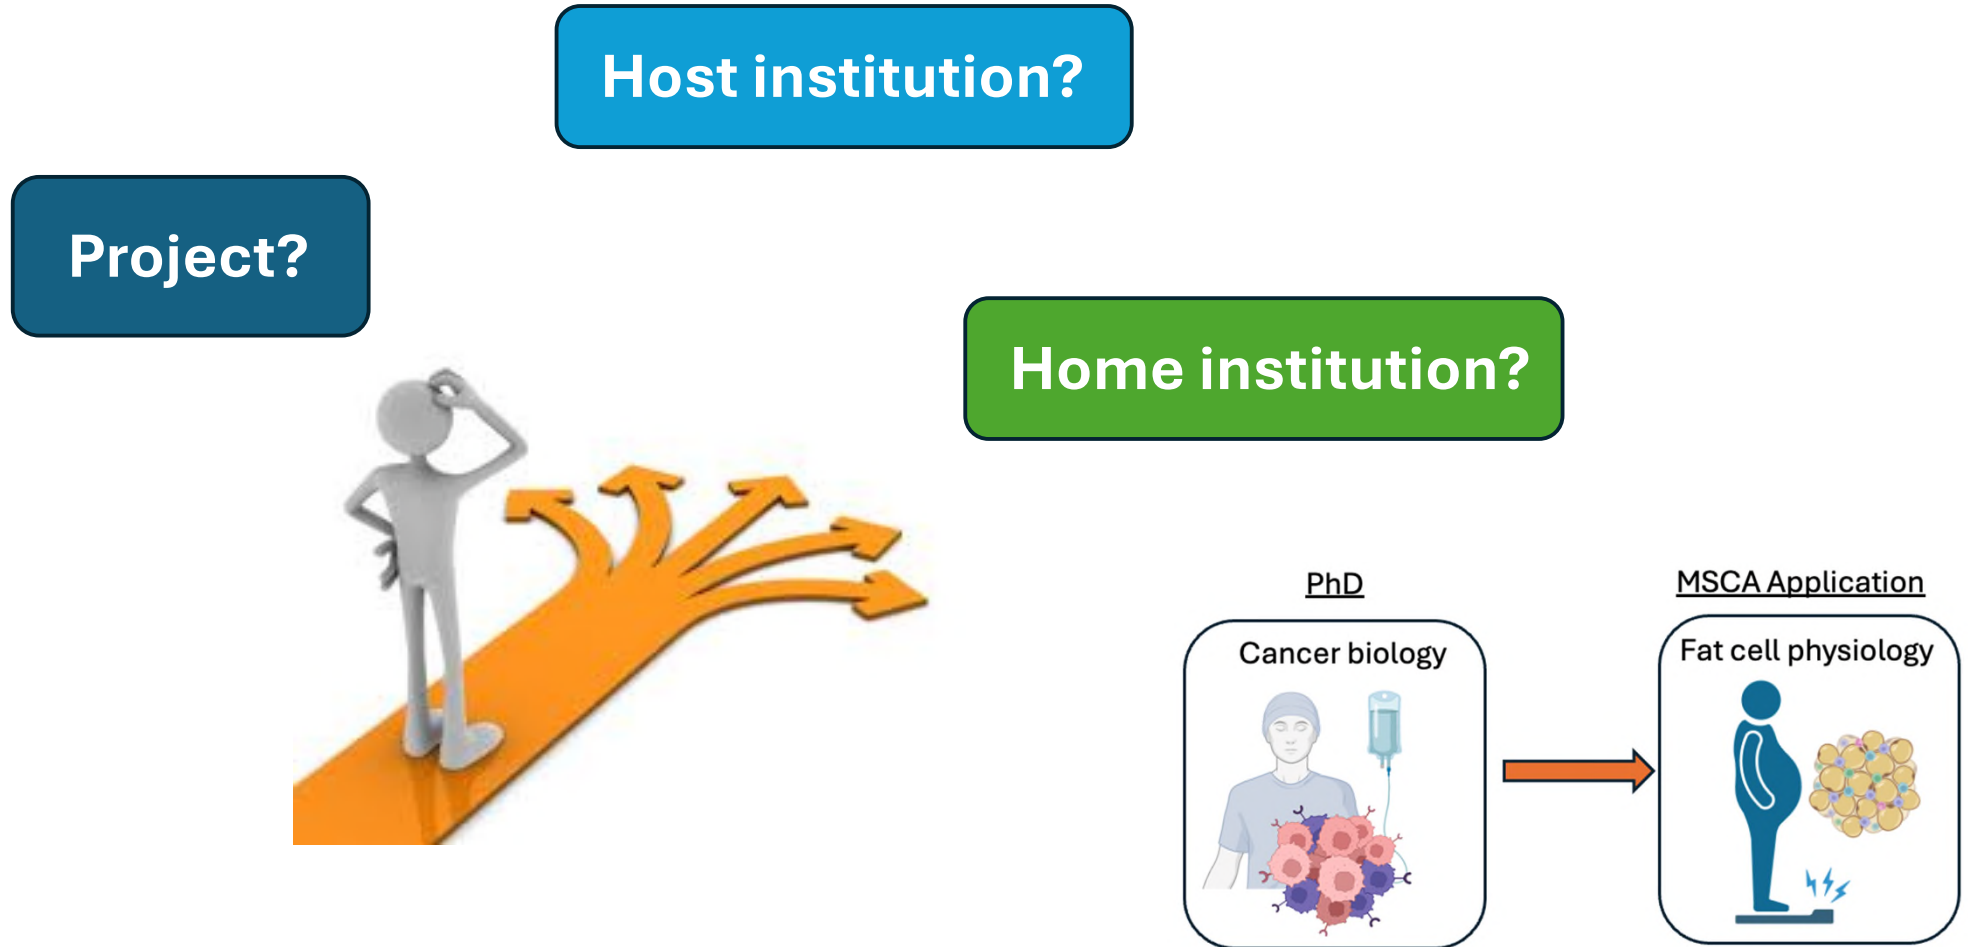 Host institution?
Project?
Home institution?
PhD
Cancer biology
MSCA Application
Fat cell physiology